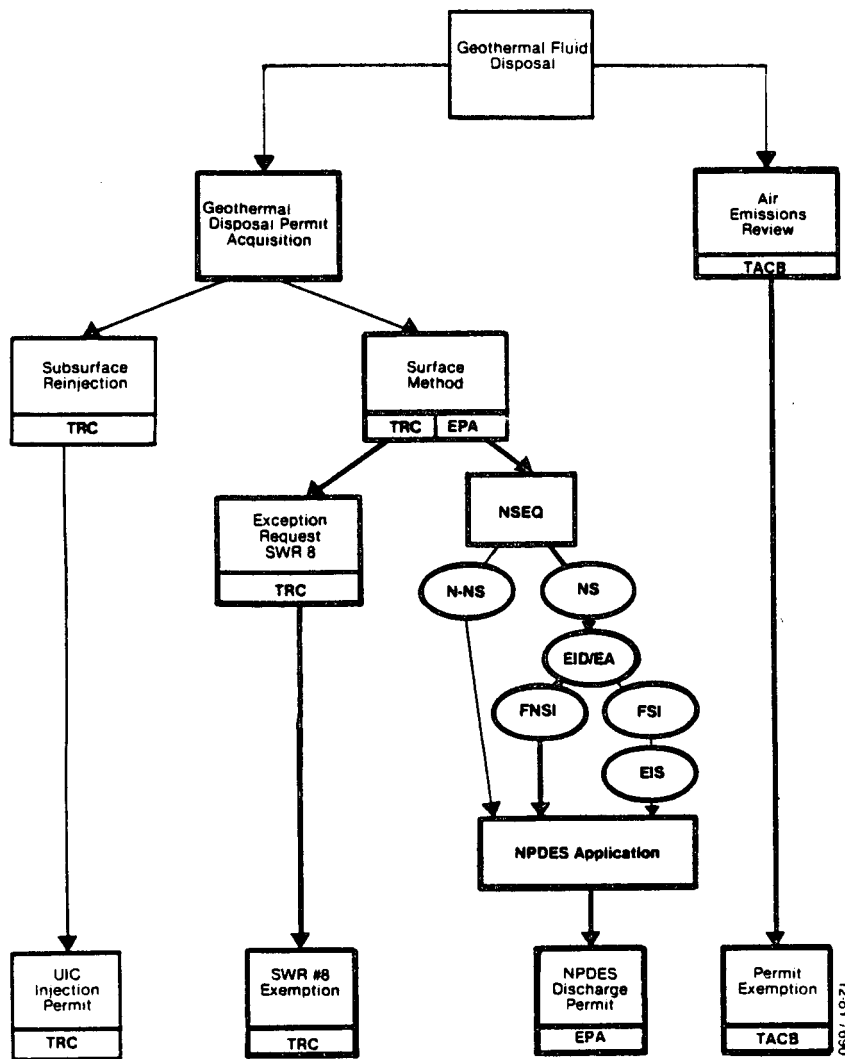 Geothermal Fluid
Disposal
Geothermal
Disposal Permit
Acquisition
Air
Emissions
Review
TACB
Subsurface
Reinjection
TRC
Surface
Method
TRC EPA
Exception
Request
SWR 8
TRC
NSEQ
N-NS
NS
EID/EA
FNSI
FSI
EIS
NPDES Application
UIC
Injection
Permit
TRC
SWR #8
Exemption
TRC
NPDES
Discharge
Permit
EPA
Permit
Exemption
TACB